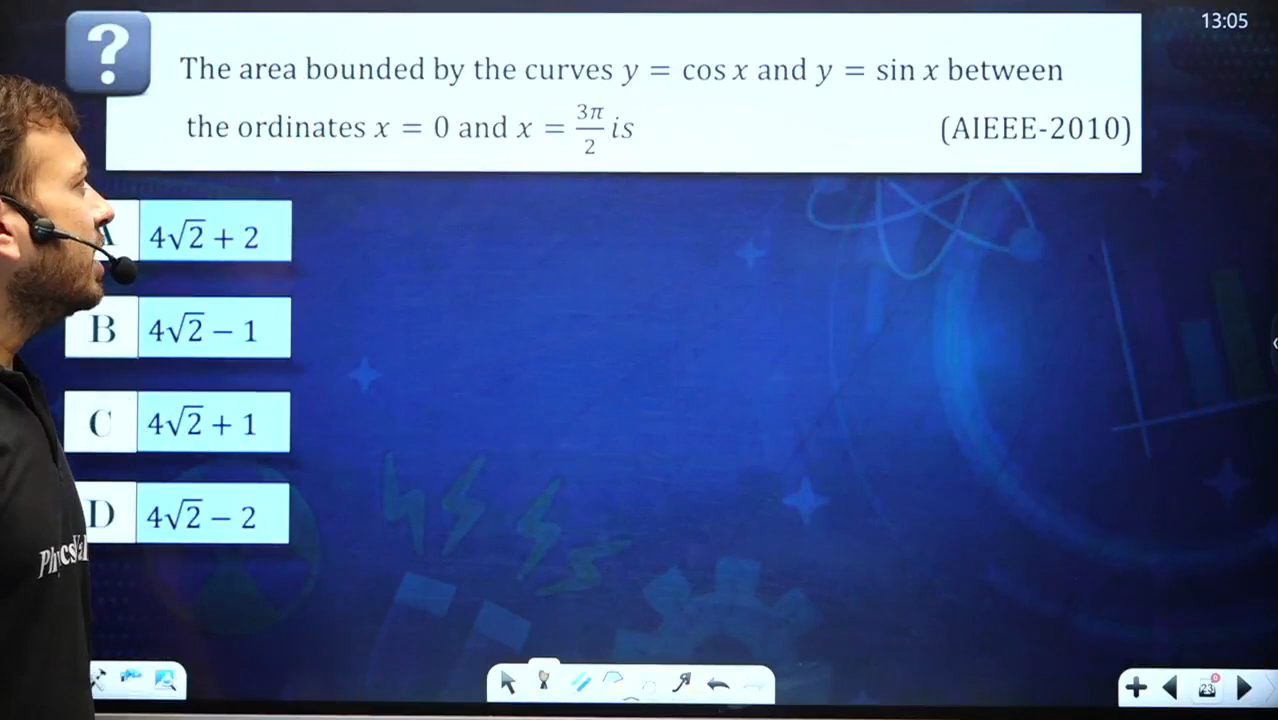 13:05
?
The area bounded by the curves y = cos x and y = sin x between
the ordinates x = 0 and x = 3π/2 is (AIEEE-2010)
A 4√2 + 2
B 4√2 − 1
C 4√2 + 1
D 4√2 − 2
23